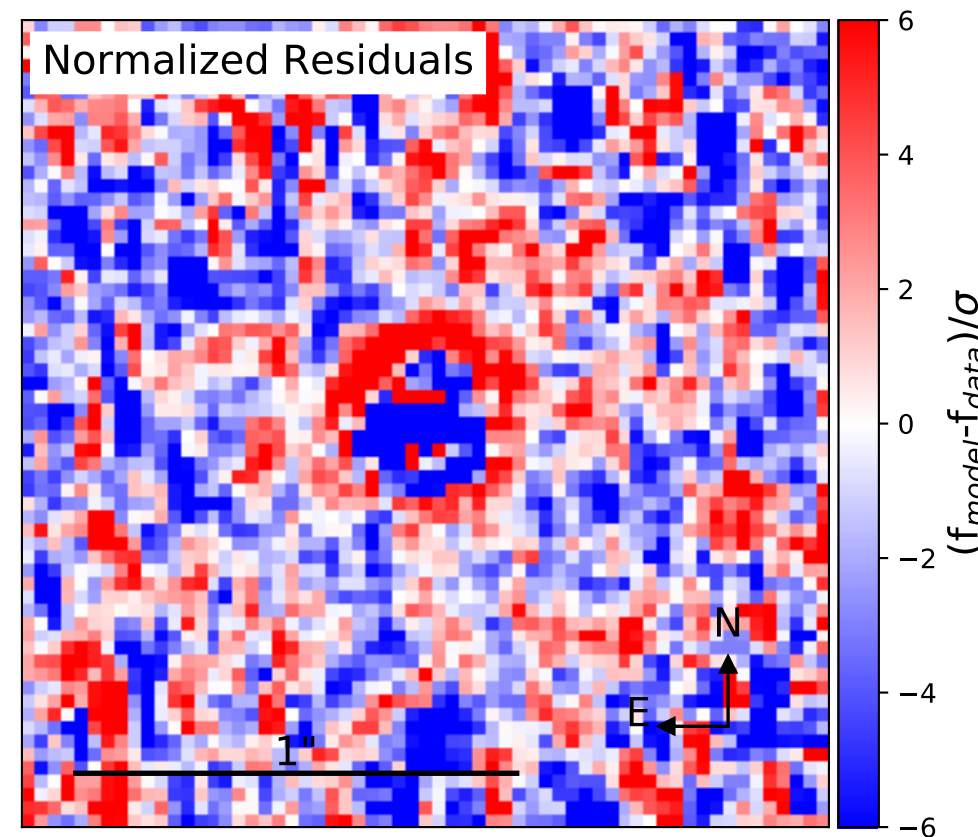 Normalized Residuals
6
4
2
0
−2
−4
−6
(f_model-f_data)/σ
N
E
1"